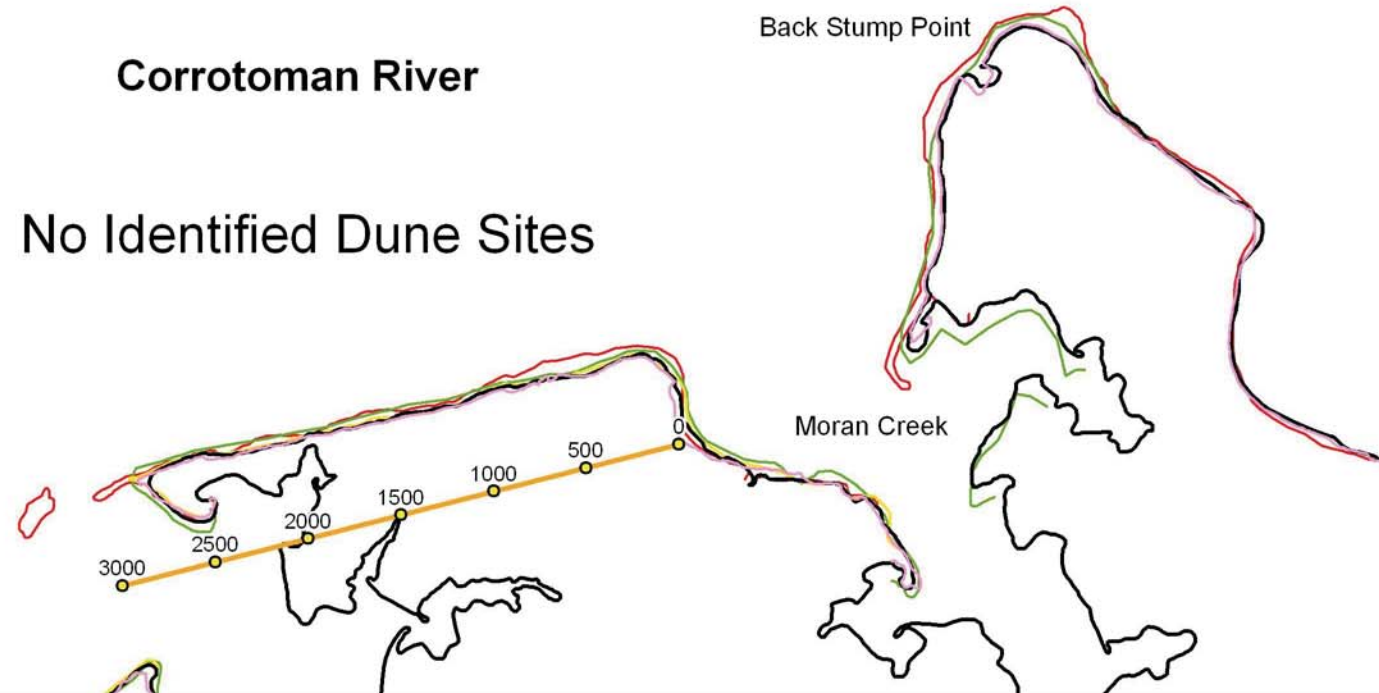 Back Stump Point
Corrotoman River
No Identified Dune Sites
Moran Creek
0
500
1000
1500
2000
2500
3000